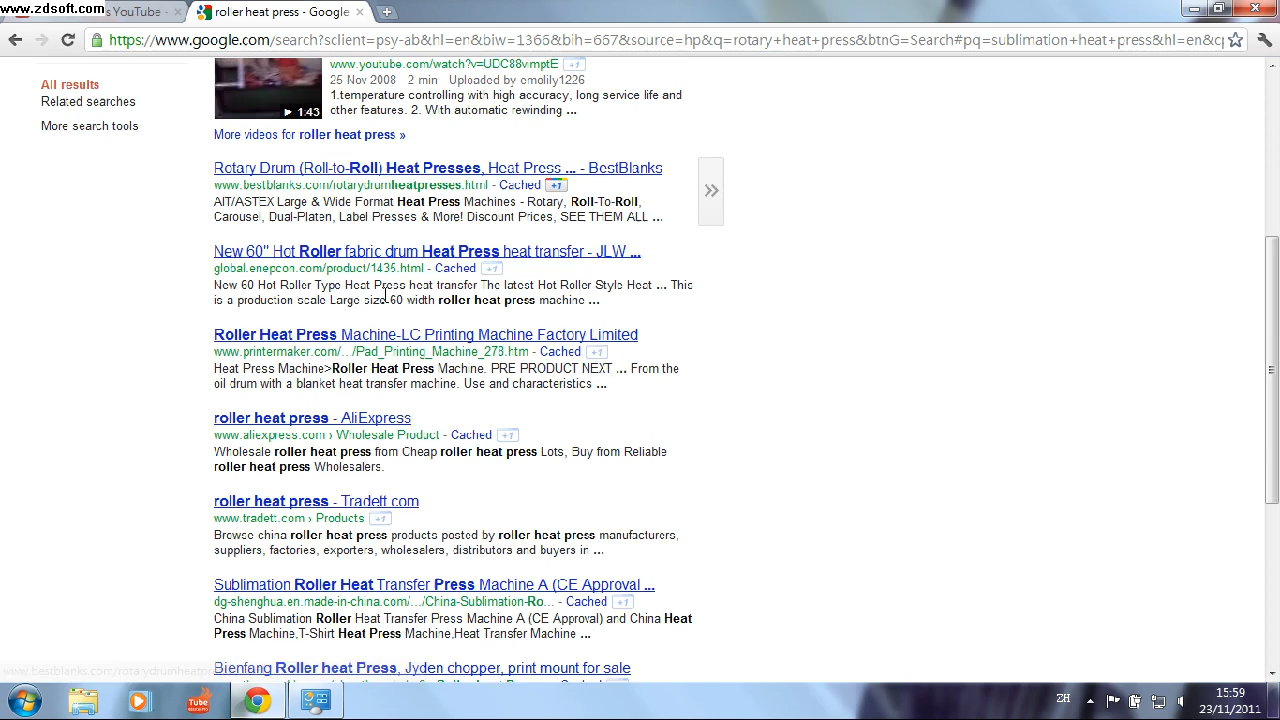 www.zdsoft.com
s YouTube -
roller heat press - Google
https://www.google.com/search?sclient=psy-ab&hl=en&biw=1366&bih=667&source=hp&q=rotary+heat+press&btnG=Search#pq=sublimation+heat+press&hl=en&c
All results
Related searches
More search tools
www.youtube.com/watch?v=UDC88vimptE +1
25 Nov 2008 - 2 min - Uploaded by emolily1226
1.temperature controlling with high accuracy, long service life and
other features. 2. With automatic rewinding ...
1:43
More videos for roller heat press »
Rotary Drum (Roll-to-Roll) Heat Presses, Heat Press ... - BestBlanks
www.bestblanks.com/rotarydrumheatpresses.html - Cached +1
AIT/ASTEX Large & Wide Format Heat Press Machines - Rotary, Roll-To-Roll,
Carousel, Dual-Platen, Label Presses & More! Discount Prices, SEE THEM ALL ...
New 60" Hot Roller fabric drum Heat Press heat transfer - JLW ...
global.enepcon.com/product/1435.html - Cached +1
New 60 Hot Roller Type Heat Press heat transfer The latest Hot Roller Style Heat ... This
is a production scale Large size 60 width roller heat press machine ...
Roller Heat Press Machine-LC Printing Machine Factory Limited
www.printermaker.com/.../Pad_Printing_Machine_278.htm - Cached +1
Heat Press Machine>Roller Heat Press Machine. PRE PRODUCT NEXT ... From the
oil drum with a blanket heat transfer machine. Use and characteristics ...
roller heat press - AliExpress
www.aliexpress.com › Wholesale Product - Cached +1
Wholesale roller heat press from Cheap roller heat press Lots, Buy from Reliable
roller heat press Wholesalers.
roller heat press - Tradett.com
www.tradett.com › Products +1
Browse china roller heat press products posted by roller heat press manufacturers,
suppliers, factories, exporters, wholesalers, distributors and buyers in ...
Sublimation Roller Heat Transfer Press Machine A (CE Approval ...
dg-shenghua.en.made-in-china.com/.../China-Sublimation-Ro... - Cached +1
China Sublimation Roller Heat Transfer Press Machine A (CE Approval) and China Heat
Press Machine,T-Shirt Heat Press Machine,Heat Transfer Machine ...
www.bestblanks.com/rotarydrumheatp
Bienfang Roller heat Press, Jyden chopper, print mount for sale
Tube
ZH
15:59
23/11/2011